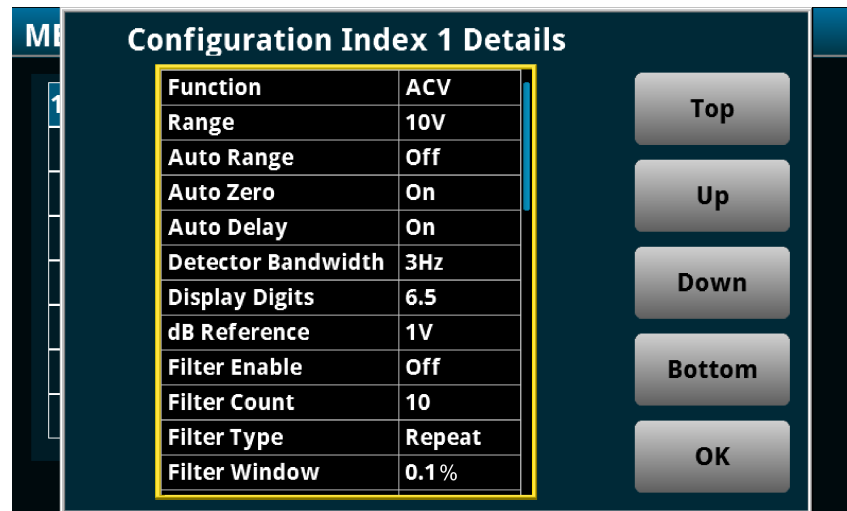 ME
Configuration Index 1 Details
1
Function ACV
Range 10V
Auto Range Off
Auto Zero On
Auto Delay On
Detector Bandwidth 3Hz
Display Digits 6.5
dB Reference 1V
Filter Enable Off
Filter Count 10
Filter Type Repeat
Filter Window 0.1%
Top
Up
Down
Bottom
OK